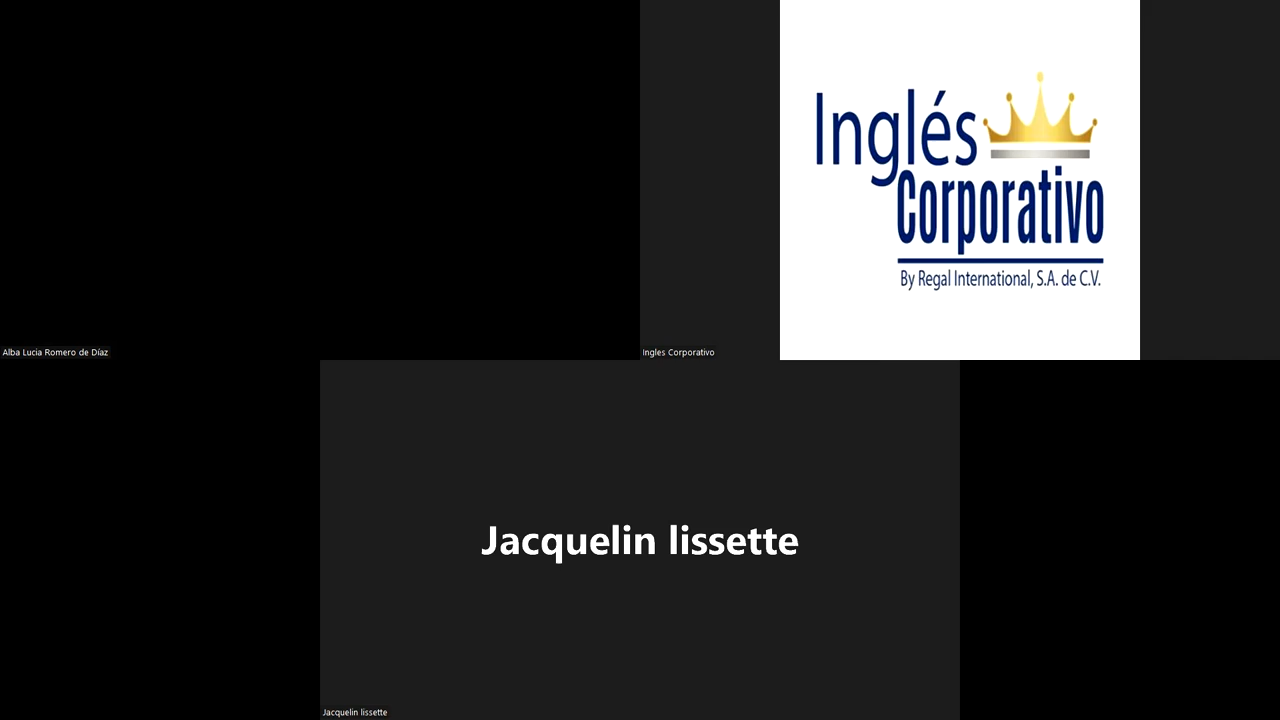 Inglés
Corporativo
By Regal International, S.A. de C.V.
Alba Lucia Romero de Díaz
Ingles Corporativo
Jacquelin lissette
Jacquelin lissette